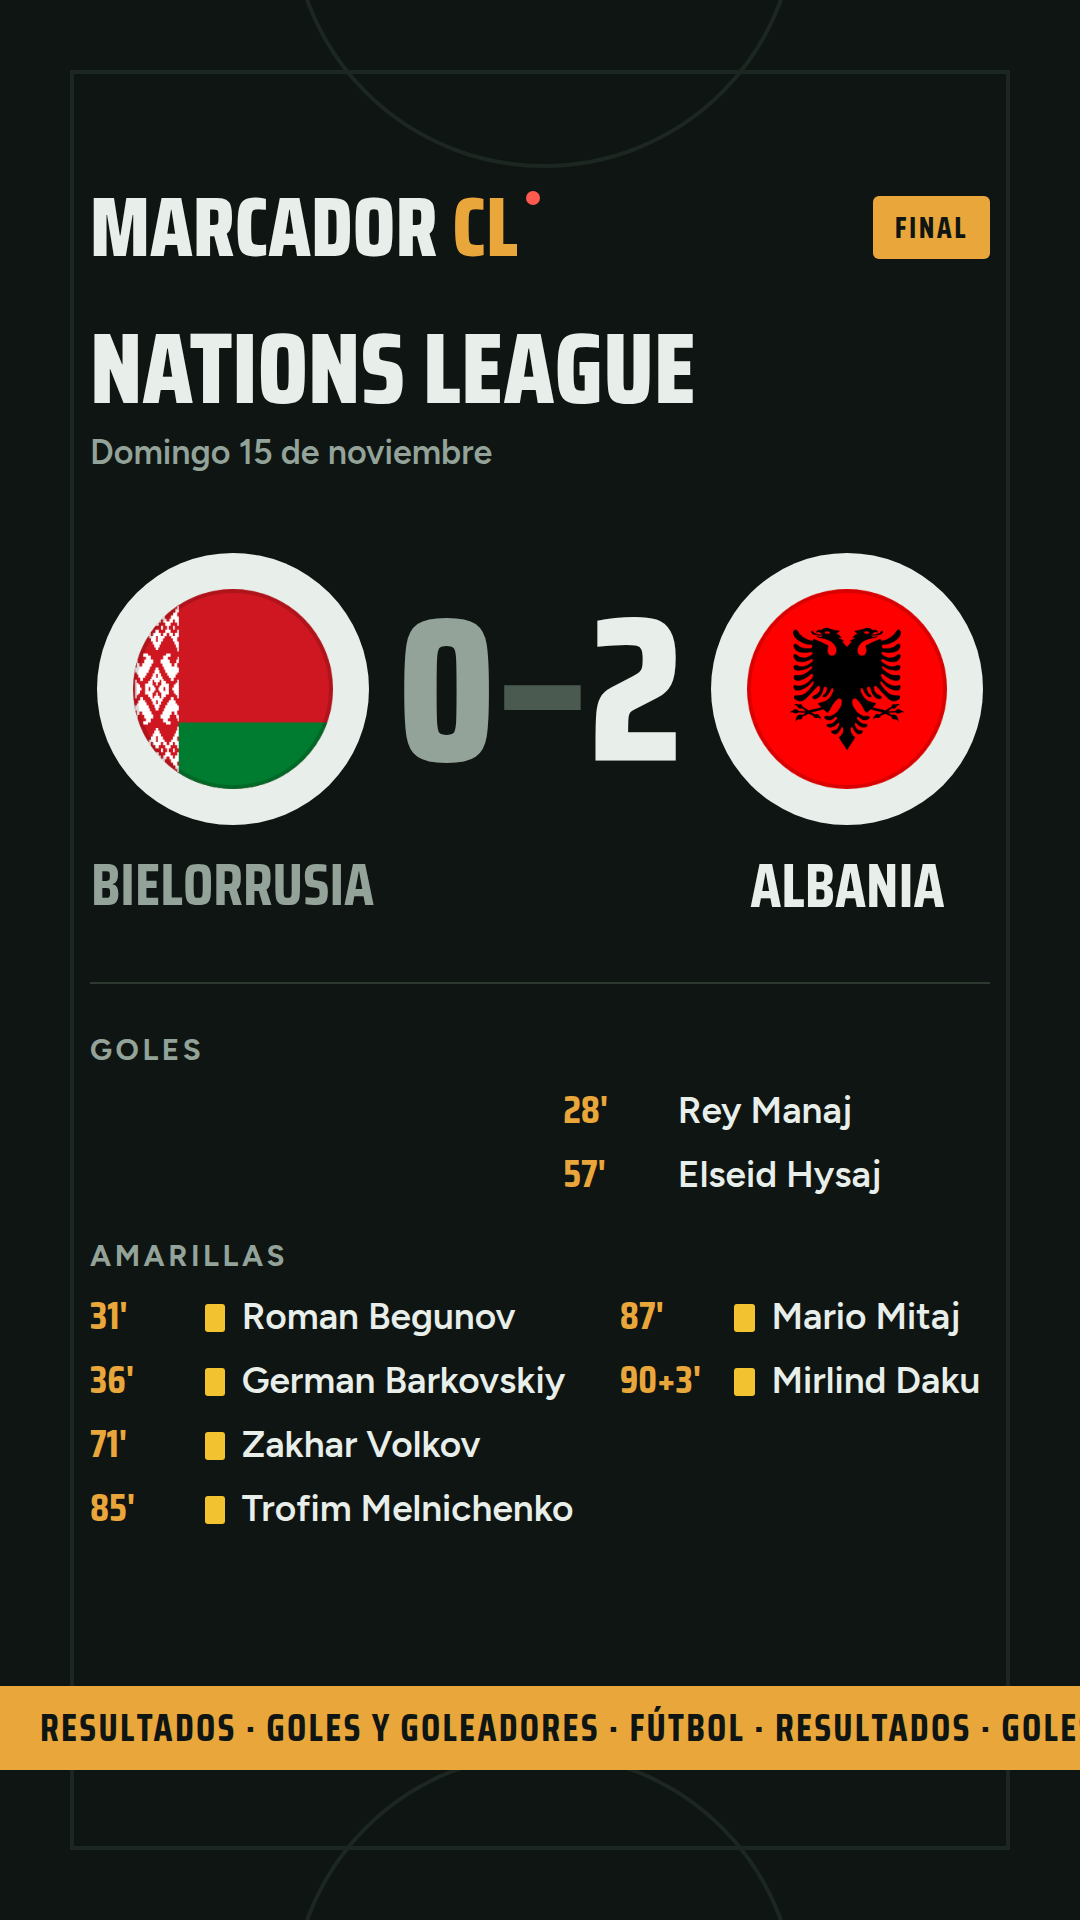 MARCADOR CL
FINAL
NATIONS LEAGUE
Domingo 15 de noviembre
0-2
BIELORRUSIA ALBANIA
GOLES
28' Rey Manaj
57' Elseid Hysaj
AMARILLAS
31' Roman Begunov 87' Mario Mitaj
36' German Barkovskiy 90+3' Mirlind Daku
71' Zakhar Volkov
85' Trofim Melnichenko
RESULTADOS · GOLES Y GOLEADORES · FÚTBOL · RESULTADOS · GOLES